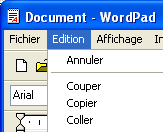 Document - WordPad
Fichier Edition Affichage
Annuler
Couper
Arial
Copier
Coller